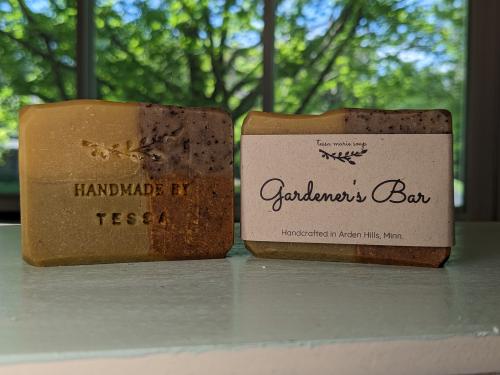 HANDMADE BY
TESSA
tessa marie soap
Gardener's Bar
Handcrafted in Arden Hills, Minn.